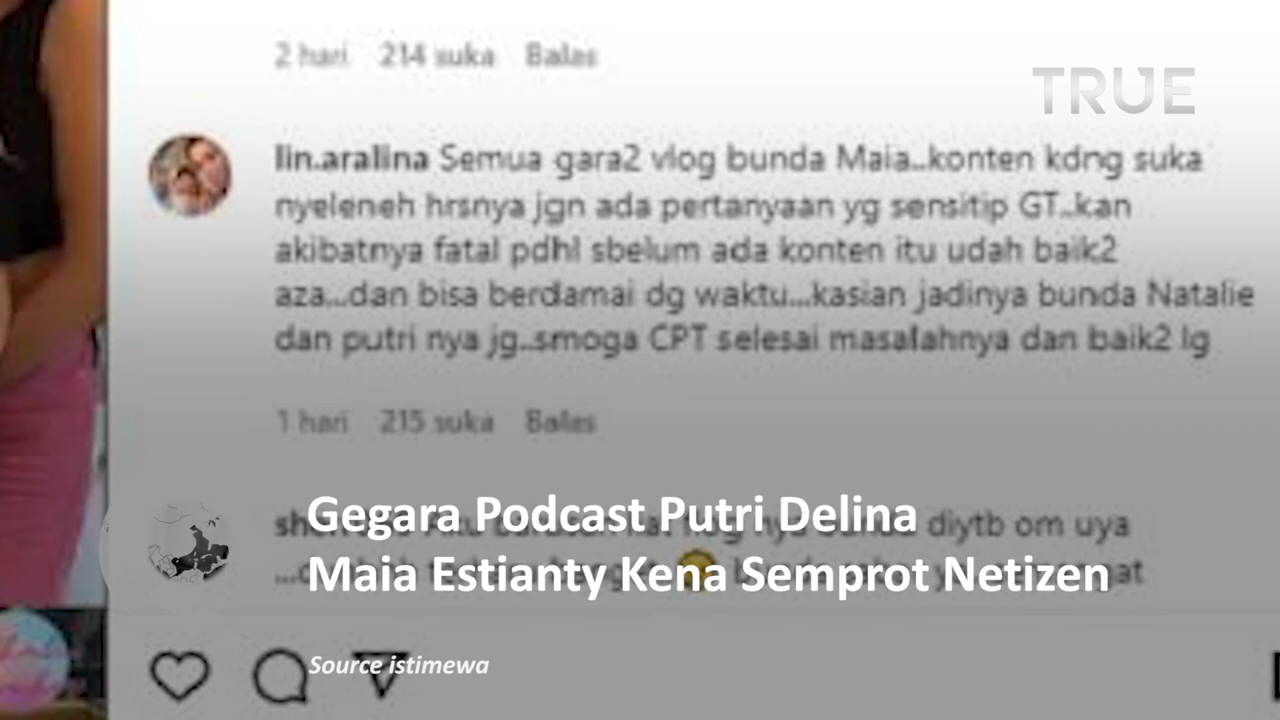 2 hari 214 suka Balas
TRUE
lin.aralina Semua gara2 vlog bunda Maia..konten kdng suka
nyeleneh hrsnya jgn ada pertanyaan yg sensitip GT..kan
akibatnya fatal pdhl sbelum ada konten itu udah baik2
aza...dan bisa berdamai dg waktu...kasian jadinya bunda Natalie
dan putri nya jg..smoga CPT selesai masalahnya dan baik2 lg
1 hari 215 suka Balas
diytb om uya
Gegara Podcast Putri Delina
Maia Estianty Kena Semprot Netizen
Source istimewa